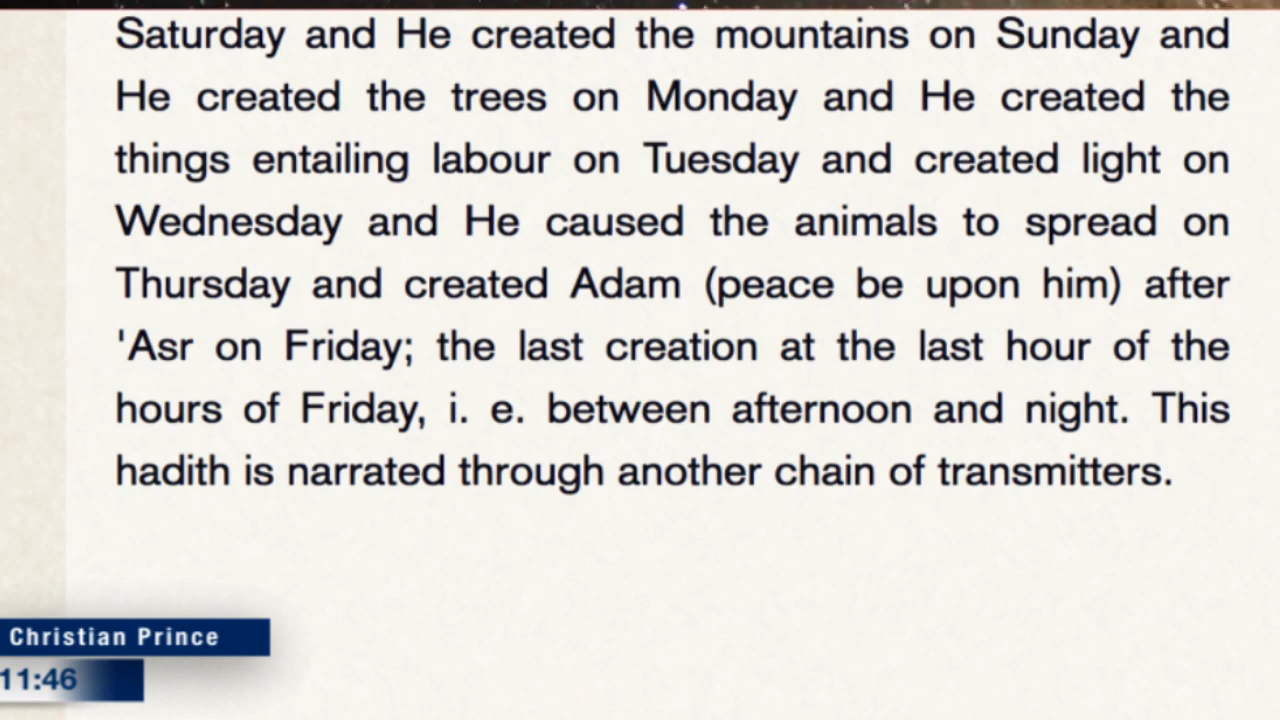 Saturday and He created the mountains on Sunday and
He created the trees on Monday and He created the
things entailing labour on Tuesday and created light on
Wednesday and He caused the animals to spread on
Thursday and created Adam (peace be upon him) after
'Asr on Friday; the last creation at the last hour of the
hours of Friday, i. e. between afternoon and night. This
hadith is narrated through another chain of transmitters.
Christian Prince
11:46